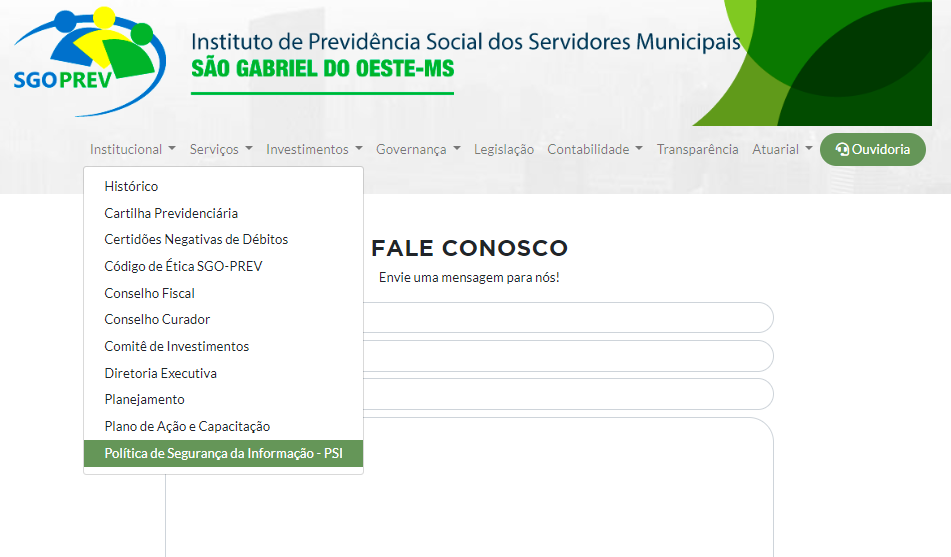 SGOPREV
Instituto de Previdência Social dos Servidores Municipais
SÃO GABRIEL DO OESTE-MS
Institucional Serviços Investimentos Governança Legislação Contabilidade Transparência Atuarial Ouvidoria
Histórico
Cartilha Previdenciária
Certidões Negativas de Débitos
Código de Ética SGO-PREV
Conselho Fiscal
Conselho Curador
Comitê de Investimentos
Diretoria Executiva
Planejamento
Plano de Ação e Capacitação
Política de Segurança da Informação - PSI
FALE CONOSCO
Envie uma mensagem para nós!